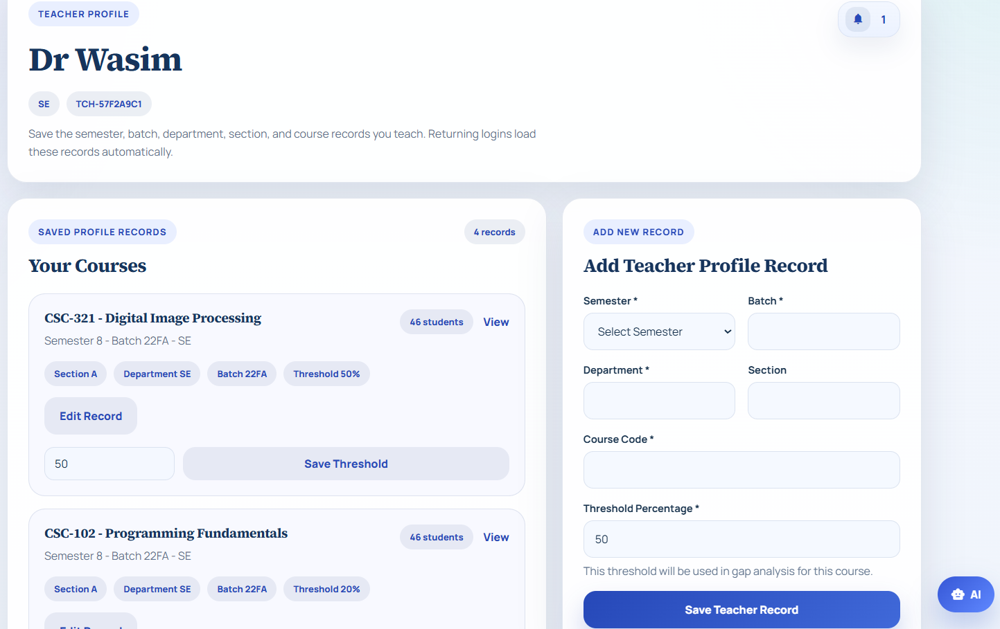 TEACHER PROFILE
1
Dr Wasim
SE
TCH-57F2A9C1
Save the semester, batch, department, section, and course records you teach. Returning logins load
these records automatically.
SAVED PROFILE RECORDS
4 records
Your Courses
CSC-321 - Digital Image Processing
46 students
View
Semester 8 - Batch 22FA - SE
Section A
Department SE
Batch 22FA
Threshold 50%
Edit Record
50
Save Threshold
CSC-102 - Programming Fundamentals
46 students
View
Semester 8 - Batch 22FA - SE
Section A
Department SE
Batch 22FA
Threshold 20%
Edit Record
ADD NEW RECORD
Add Teacher Profile Record
Semester *
Batch *
Select Semester
Department *
Section
Course Code *
Threshold Percentage *
50
This threshold will be used in gap analysis for this course.
Save Teacher Record
AI